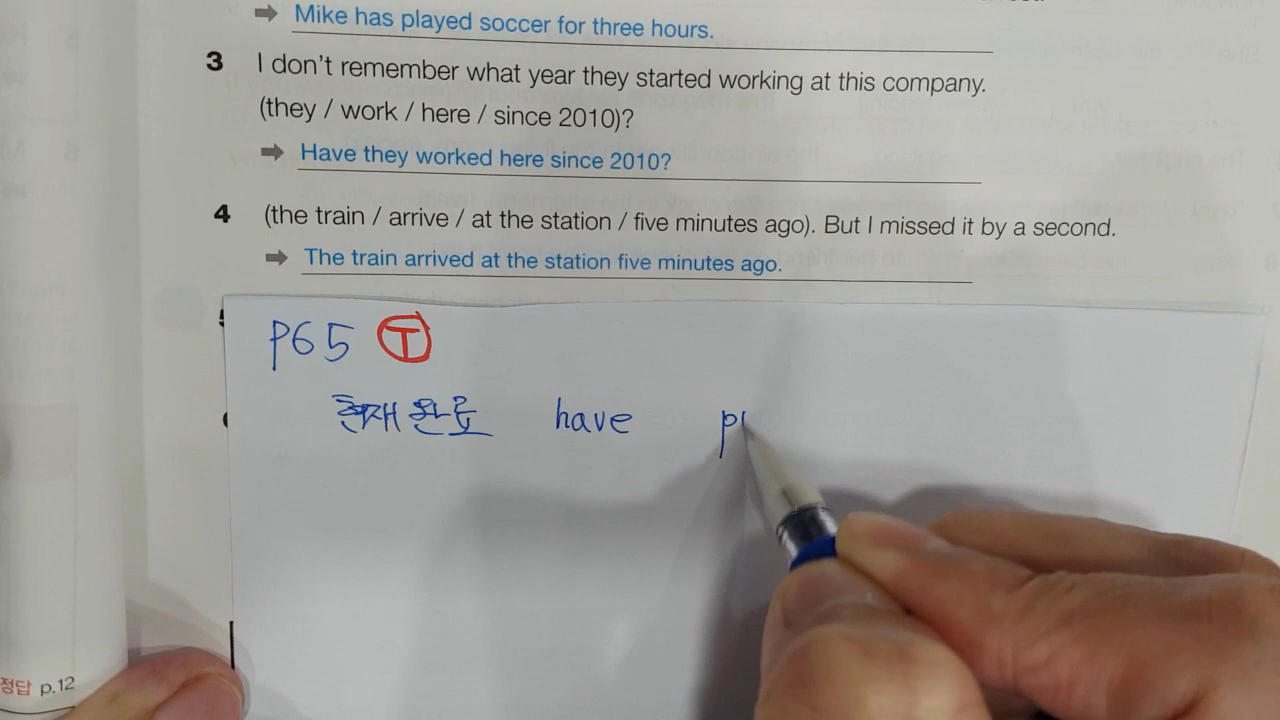 ➡ Mike has played soccer for three hours.
3 I don't remember what year they started working at this company.
(they / work / here / since 2010)?
➡ Have they worked here since 2010?
4 (the train / arrive / at the station / five minutes ago). But I missed it by a second.
➡ The train arrived at the station five minutes ago.
P65 T
현재완료 have
정답 p.12